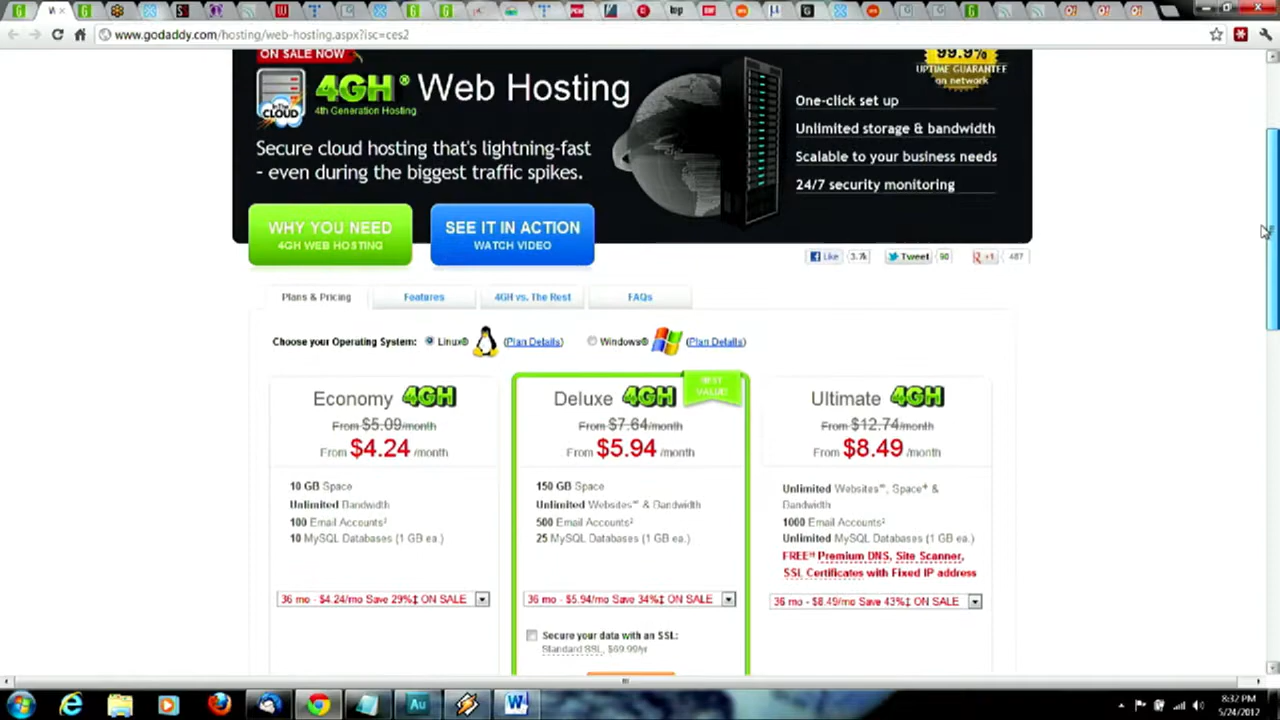 www.godaddy.com/hosting/web-hosting.aspx?isc=ces2
ON SALE NOW
99.9%
UPTIME GUARANTEE
on network
4GH® Web Hosting
4th Generation Hosting
In The
CLOUD
One-click set up
Unlimited storage & bandwidth
Secure cloud hosting that's lightning-fast
- even during the biggest traffic spikes.
Scalable to your business needs
24/7 security monitoring
WHY YOU NEED
4GH WEB HOSTING
SEE IT IN ACTION
WATCH VIDEO
Like 3.7k Tweet 90 +1 487
Plans & Pricing Features 4GH vs. The Rest FAQs
Choose your Operating System: Linux® (Plan Details) Windows® (Plan Details)
Economy 4GH
From $5.09/month
From $4.24 /month
10 GB Space
Unlimited Bandwidth
100 Email Accounts²
10 MySQL Databases (1 GB ea.)
36 mo - $4.24/mo Save 29%‡ ON SALE
BEST
VALUE
Deluxe 4GH
From $7.64/month
From $5.94 /month
150 GB Space
Unlimited Websites & Bandwidth
500 Email Accounts²
25 MySQL Databases (1 GB ea.)
36 mo - $5.94/mo Save 34%‡ ON SALE
Secure your data with an SSL:
Standard SSL, $69.99/yr
Ultimate 4GH
From $12.74/month
From $8.49 /month
Unlimited Websites, Space &
Bandwidth
1000 Email Accounts²
Unlimited MySQL Databases (1 GB ea.)
FREE Premium DNS, Site Scanner,
SSL Certificates with Fixed IP address
36 mo - $8.49/mo Save 43%‡ ON SALE
Au
W
8:32 PM
5/24/2012